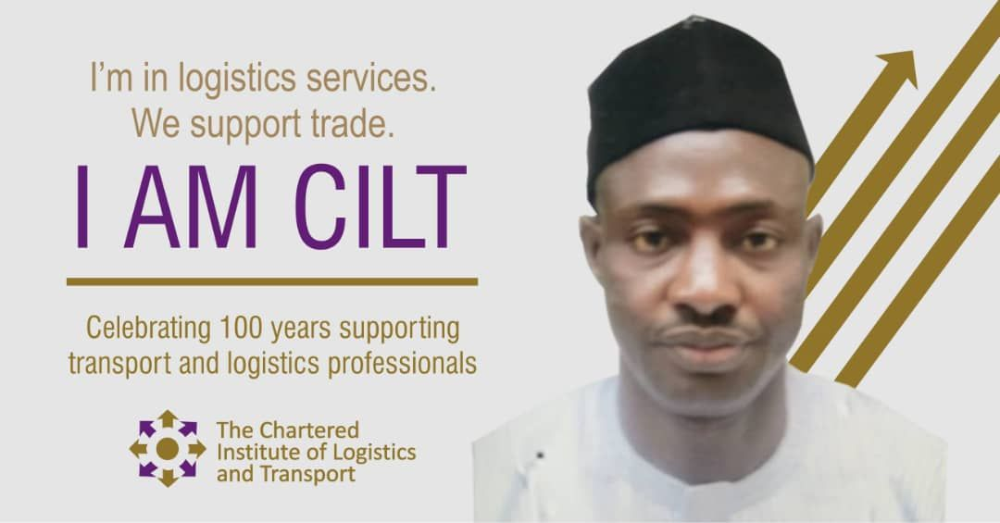 I'm in logistics services.
We support trade.
I AM CILT
Celebrating 100 years supporting
transport and logistics professionals
The Chartered
Institute of Logistics
and Transport